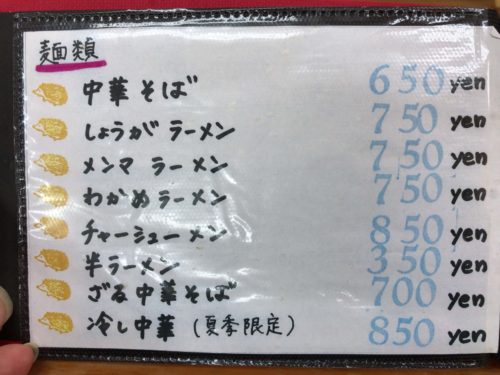 麺類
中華そば 650 yen
しょうがラーメン 750 yen
メンマ ラーメン 750 yen
わかめラーメン 750 yen
チャーシューメン 850 yen
半ラーメン 350 yen
ざる中華そば 700 yen
冷し中華 (夏季限定) 850 yen